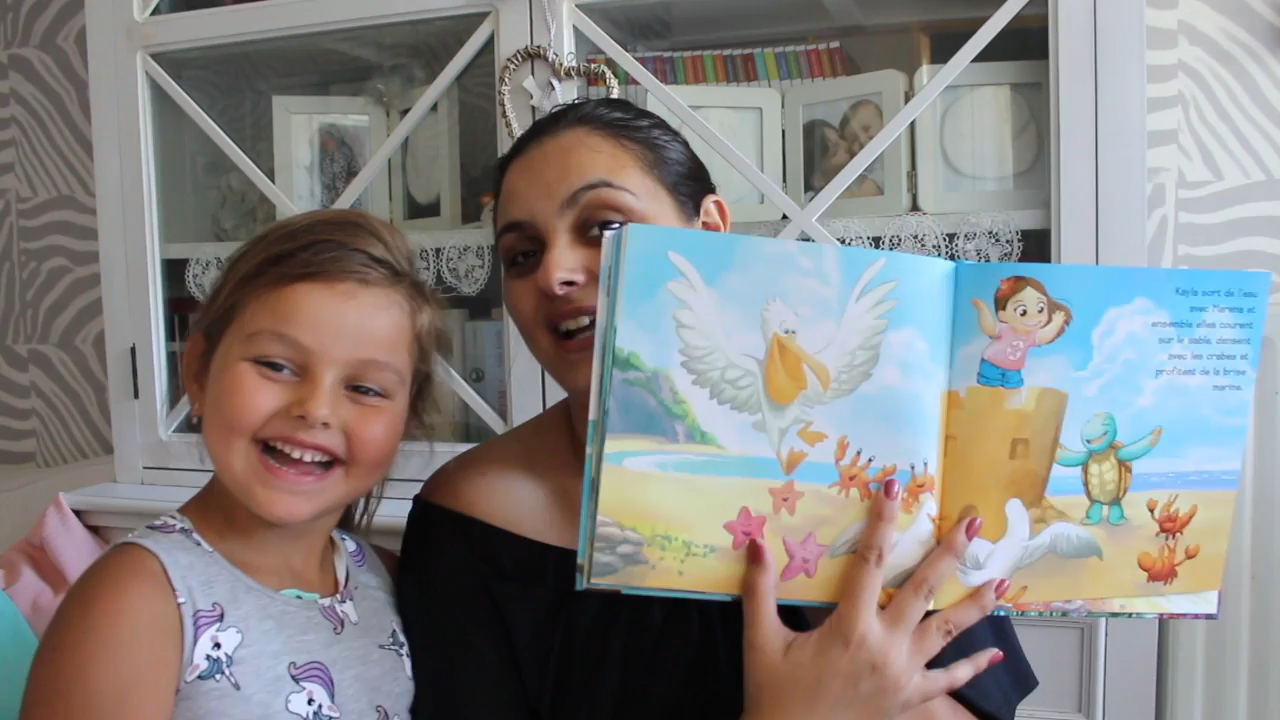 Kayla sort de l'eau
avec Merena et
ensemble elles courent
sur le sable, dansent
avec les crabes et
profitent de la brise
marine.